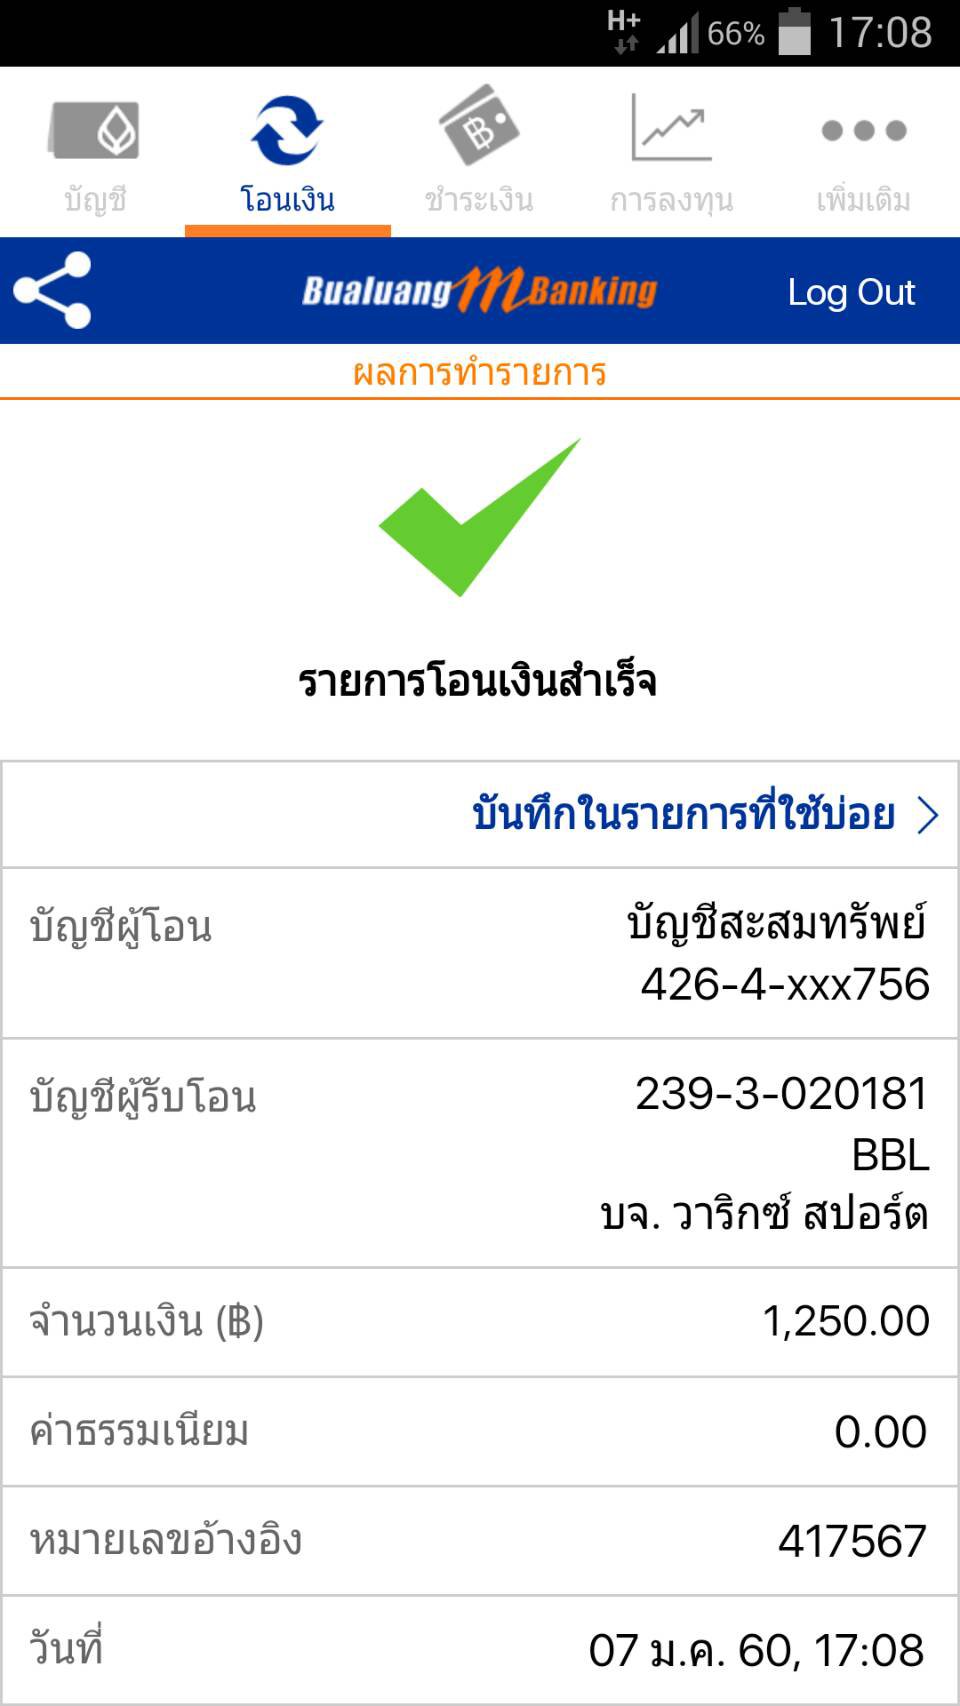 H+ 66% 17:08
บัญชี โอนเงิน ชำระเงิน การลงทุน เพิ่มเติม
Bualuang mBanking Log Out
ผลการทำรายการ
รายการโอนเงินสำเร็จ
บันทึกในรายการที่ใช้บ่อย
บัญชีผู้โอน บัญชีสะสมทรัพย์
426-4-xxx756
บัญชีผู้รับโอน 239-3-020181
BBL
บจ. วาริกซ์ สปอร์ต
จำนวนเงิน (฿) 1,250.00
ค่าธรรมเนียม 0.00
หมายเลขอ้างอิง 417567
วันที่ 07 ม.ค. 60, 17:08